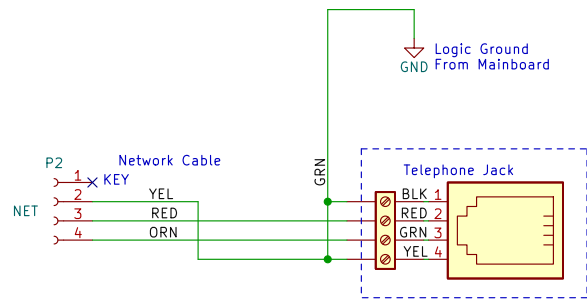 Logic Ground
GND From Mainboard
P2 Network Cable
Telephone Jack
1 KEY
GRN
2 YEL
BLK 1
NET
3 RED
RED 2
4 ORN
GRN 3
YEL 4